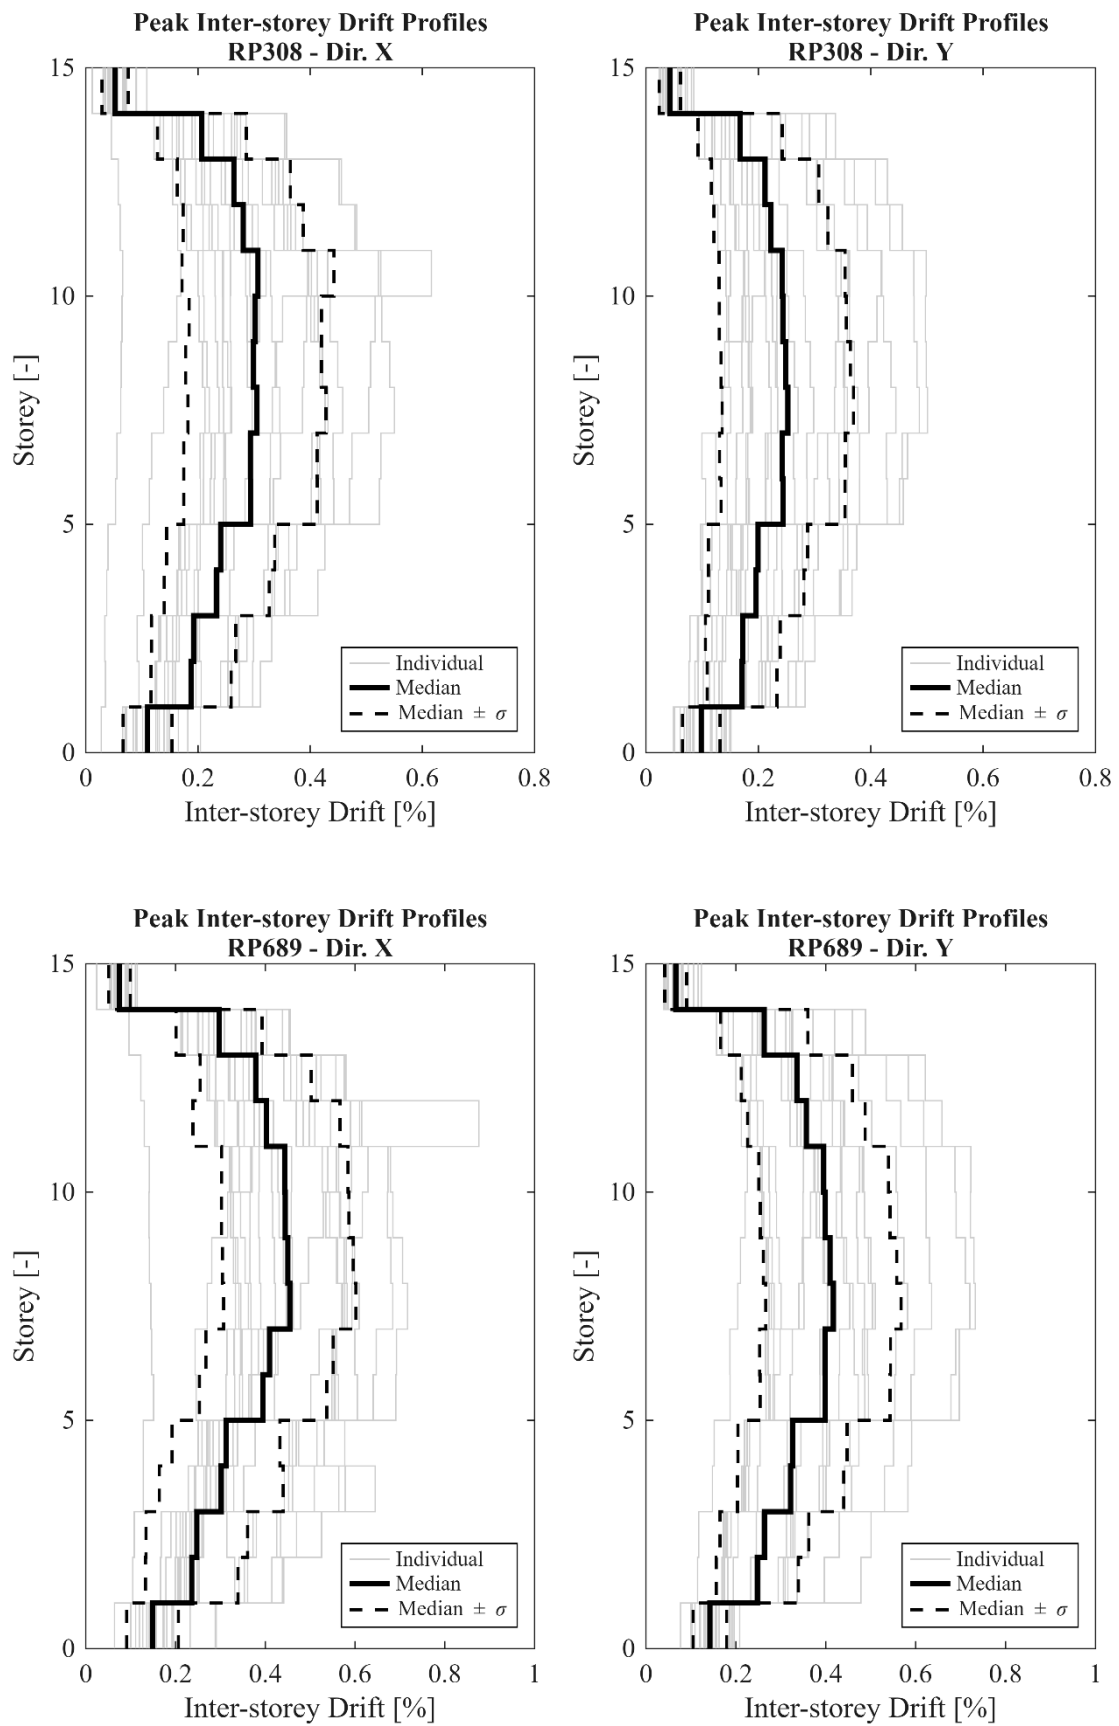 Peak Inter-storey Drift Profiles
RP308 - Dir. X
15
10
5
0
Storey [-]
Individual
Median
Median ± σ
0 0.2 0.4 0.6 0.8
Inter-storey Drift [%]
Peak Inter-storey Drift Profiles
RP308 - Dir. Y
15
10
5
0
Storey [-]
Individual
Median
Median ± σ
0 0.2 0.4 0.6 0.8
Inter-storey Drift [%]
Peak Inter-storey Drift Profiles
RP689 - Dir. X
15
10
5
0
Storey [-]
Individual
Median
Median ± σ
0 0.2 0.4 0.6 0.8 1
Inter-storey Drift [%]
Peak Inter-storey Drift Profiles
RP689 - Dir. Y
15
10
5
0
Storey [-]
Individual
Median
Median ± σ
0 0.2 0.4 0.6 0.8 1
Inter-storey Drift [%]